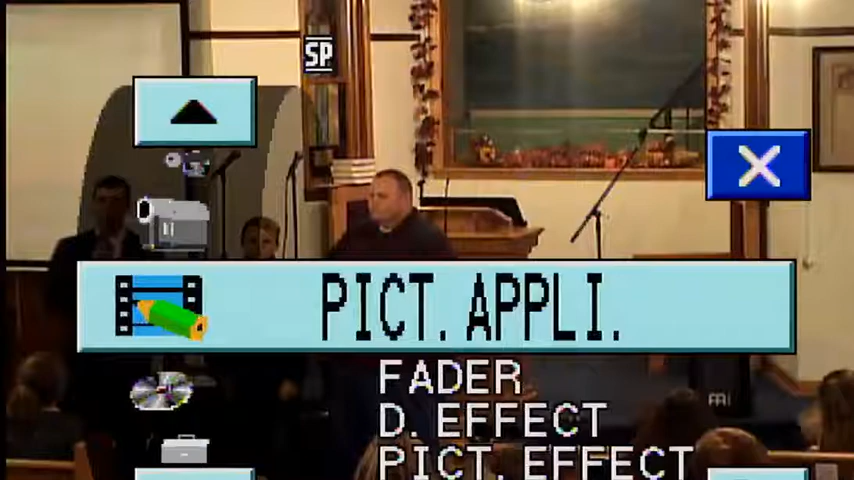 SP
PICT. APPLI.
FADER
D. EFFECT
PICT. EFFECT